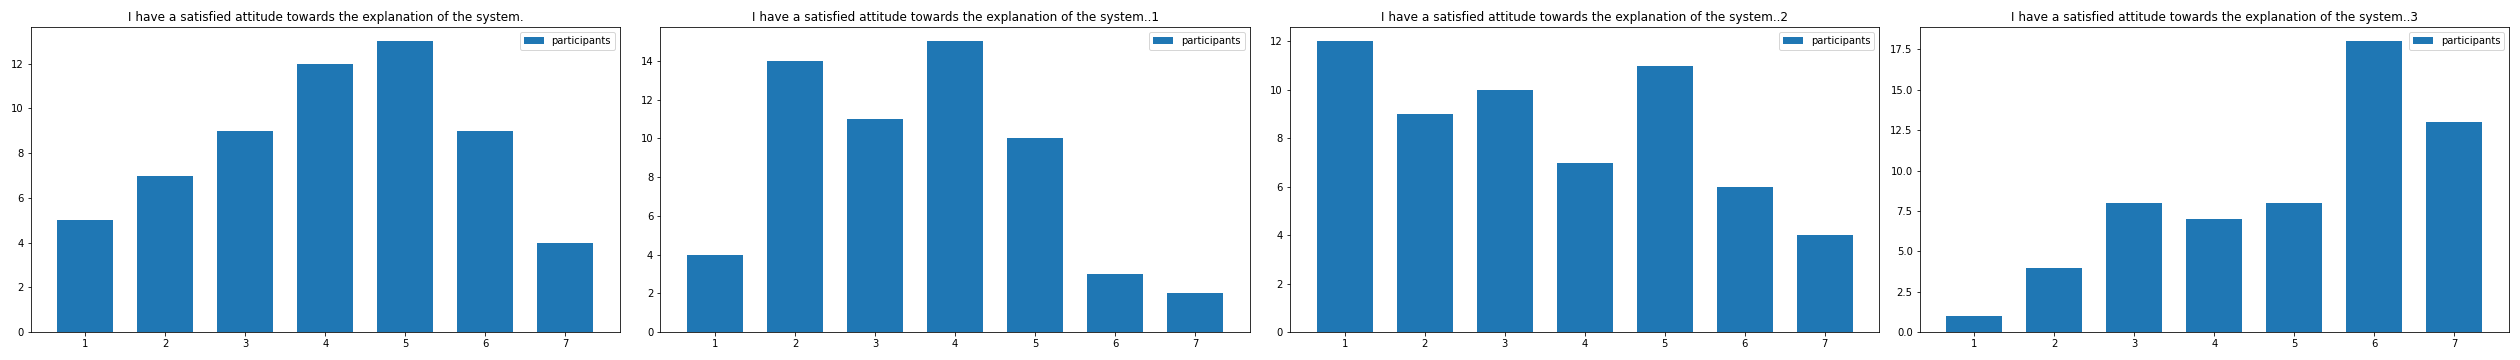 I have a satisfied attitude towards the explanation of the system.
participants
12
10
8
6
4
2
0
1 2 3 4 5 6 7
I have a satisfied attitude towards the explanation of the system..1
participants
14
12
10
8
6
4
2
0
1 2 3 4 5 6 7
I have a satisfied attitude towards the explanation of the system..2
participants
12
10
8
6
4
2
0
1 2 3 4 5 6 7
I have a satisfied attitude towards the explanation of the system..3
participants
17.5
15.0
12.5
10.0
7.5
5.0
2.5
0.0
1 2 3 4 5 6 7